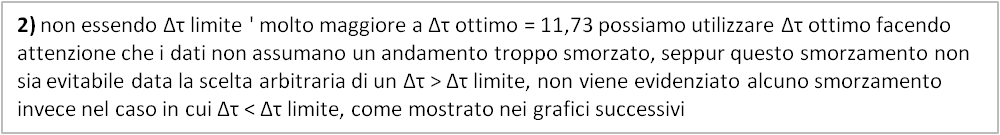 2) non essendo Δτ limite ' molto maggiore a Δτ ottimo = 11,73 possiamo utilizzare Δτ ottimo facendo
attenzione che i dati non assumano un andamento troppo smorzato, seppur questo smorzamento non
sia evitabile data la scelta arbitraria di un Δτ > Δτ limite, non viene evidenziato alcuno smorzamento
invece nel caso in cui Δτ < Δτ limite, come mostrato nei grafici successivi